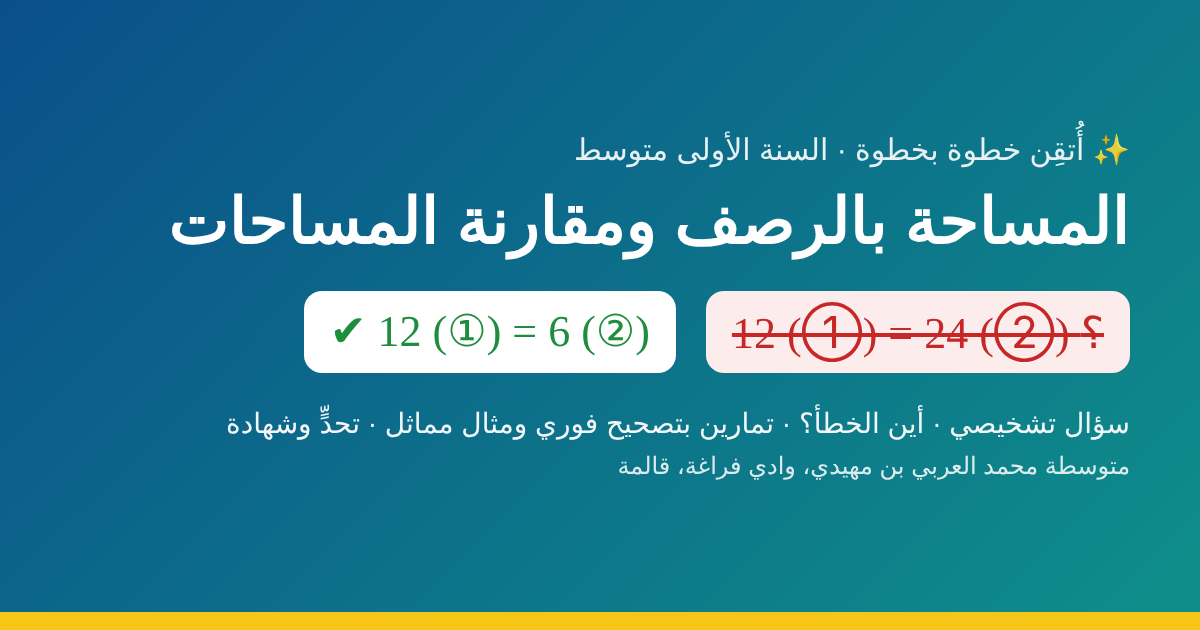 ✨ أُتقِن خطوة بخطوة · السنة الأولى متوسط
المساحة بالرصف ومقارنة المساحات
12 (①) = 24 (②) ؟
✔ 12 (①) = 6 (②)
سؤال تشخيصي · أين الخطأ؟ · تمارين بتصحيح فوري ومثال مماثل · تحدٍّ وشهادة
متوسطة محمد العربي بن مهيدي، وادي فراغة، قالمة